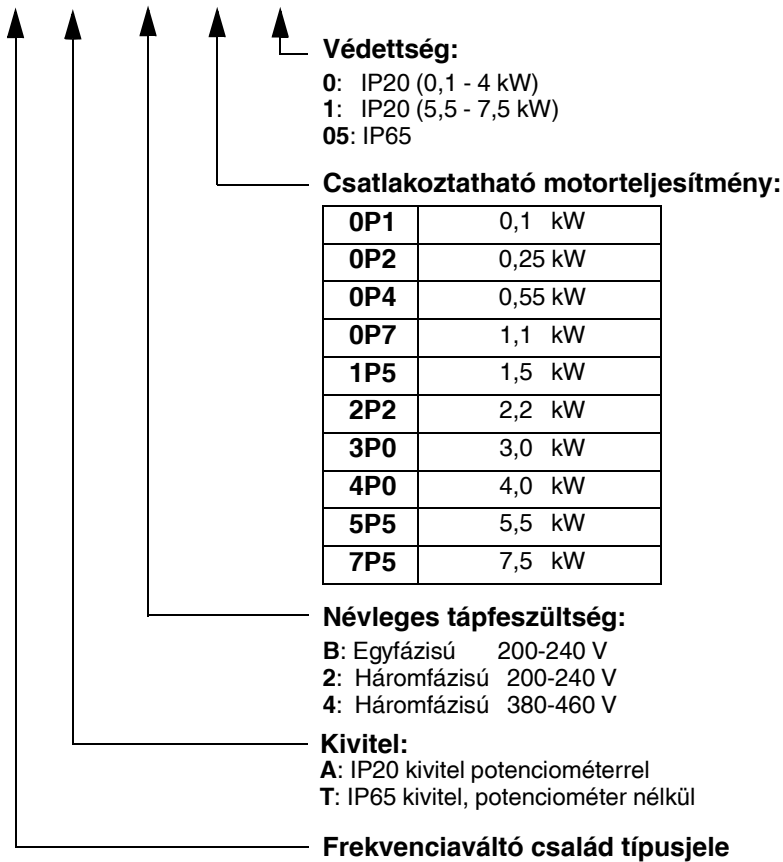 Védettség:
0: IP20 (0,1 - 4 kW)
1: IP20 (5,5 - 7,5 kW)
05: IP65
Csatlakoztatható motorteljesítmény:
0P1 0,1 kW
0P2 0,25 kW
0P4 0,55 kW
0P7 1,1 kW
1P5 1,5 kW
2P2 2,2 kW
3P0 3,0 kW
4P0 4,0 kW
5P5 5,5 kW
7P5 7,5 kW
Névleges tápfeszültség:
B: Egyfázisú 200-240 V
2: Háromfázisú 200-240 V
4: Háromfázisú 380-460 V
Kivitel:
A: IP20 kivitel potenciométerrel
T: IP65 kivitel, potenciométer nélkül
Frekvenciaváltó család típusjele